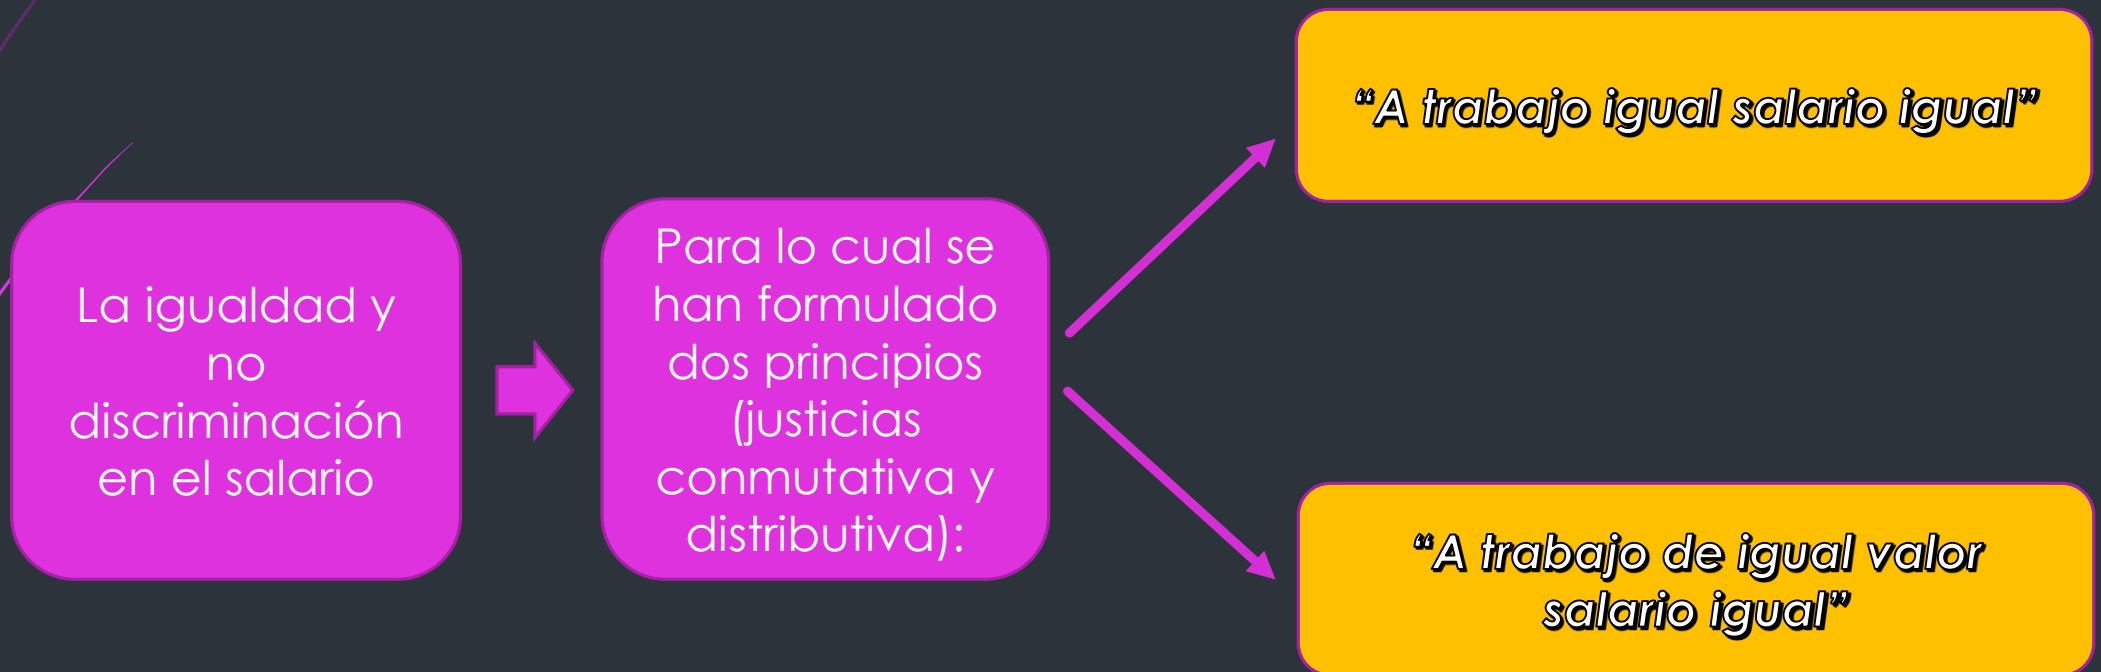 La igualdad y
no
discriminación
en el salario
Para lo cual se
han formulado
dos principios
(justicias
conmutativa y
distributiva):
“A trabajo igual salario igual”
“A trabajo de igual valor
salario igual”